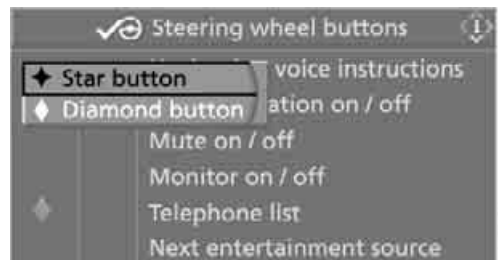 Steering wheel buttons
Star button
voice instructions
Diamond button
ation on / off
Mute on / off
Monitor on / off
Telephone list
Next entertainment source